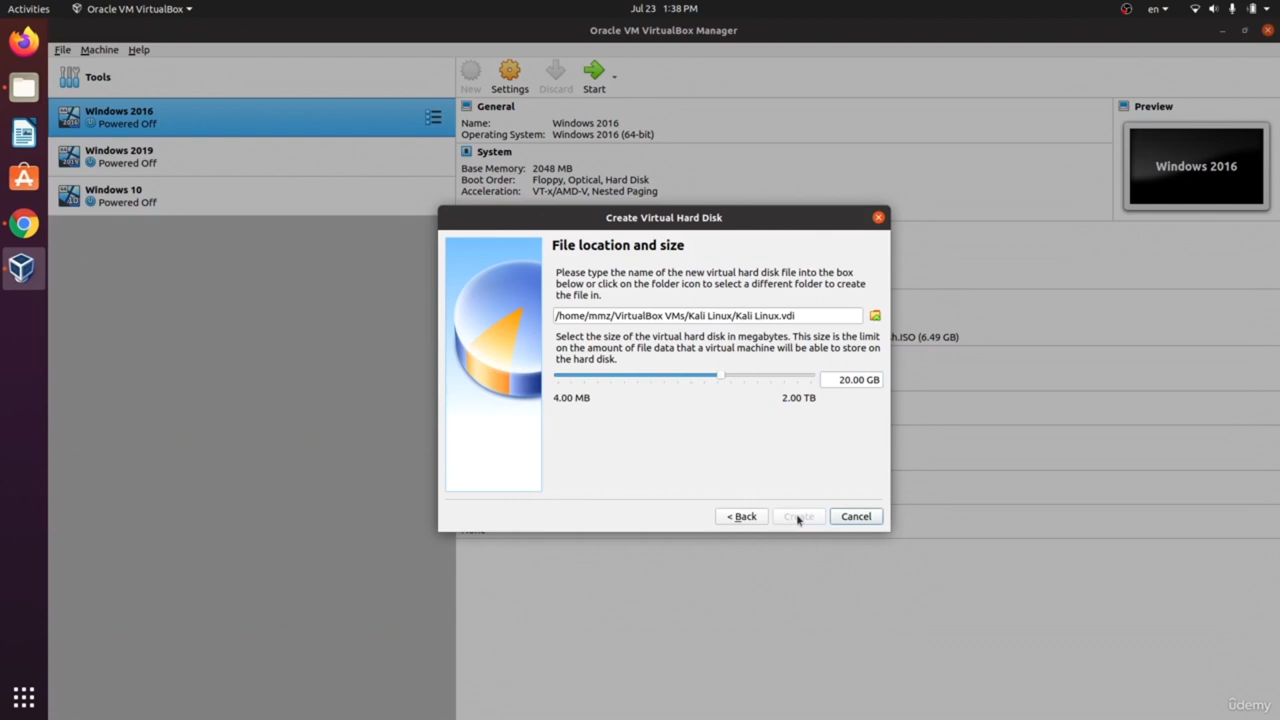 Activities
Oracle VM VirtualBox
Jul 23 1:38 PM
en
Oracle VM VirtualBox Manager
File Machine Help
Tools
New
Settings
Discard
Start
Windows 2016
Powered Off
Windows 2019
Powered Off
Windows 10
Powered Off
General
Name: Windows 2016
Operating System: Windows 2016 (64-bit)
System
Base Memory: 2048 MB
Boot Order: Floppy, Optical, Hard Disk
Acceleration: VT-x/AMD-V, Nested Paging
Preview
Windows 2016
Create Virtual Hard Disk
File location and size
Please type the name of the new virtual hard disk file into the box
below or click on the folder icon to select a different folder to create
the file in.
/home/mmz/VirtualBox VMs/Kali Linux/Kali Linux.vdi
Select the size of the virtual hard disk in megabytes. This size is the limit
on the amount of file data that a virtual machine will be able to store on
the hard disk.
20.00 GB
4.00 MB
2.00 TB
h.ISO (6.49 GB)
< Back
Create
Cancel
udemy